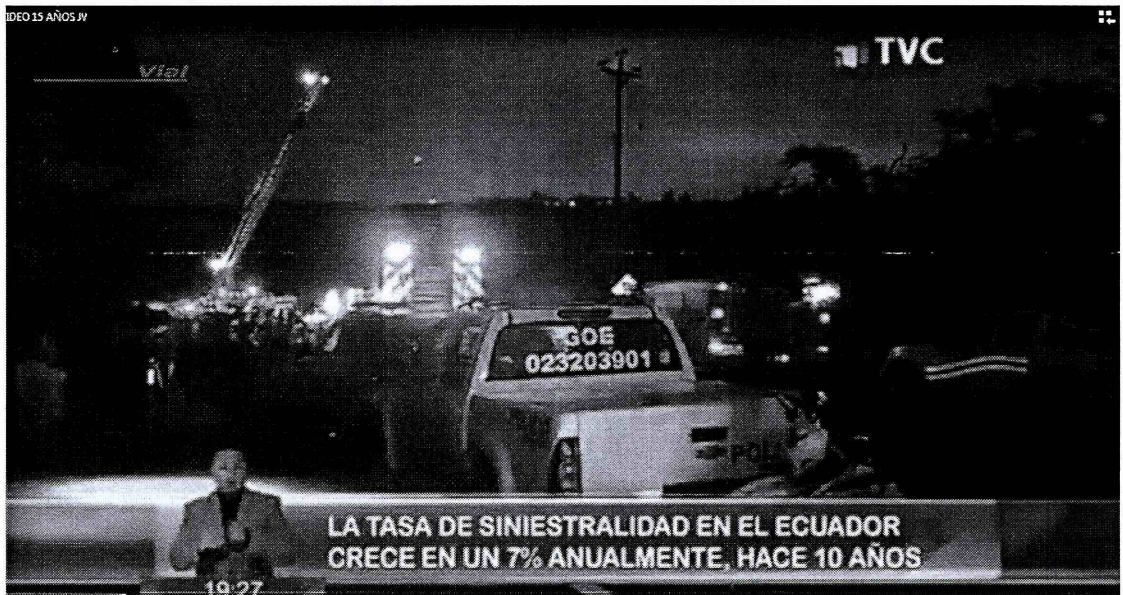 IDEO 15 AÑOS JV
Vial
TVC
GOE
023203901
POLI
LA TASA DE SINIESTRALIDAD EN EL ECUADOR
CRECE EN UN 7% ANUALMENTE, HACE 10 AÑOS
19:27